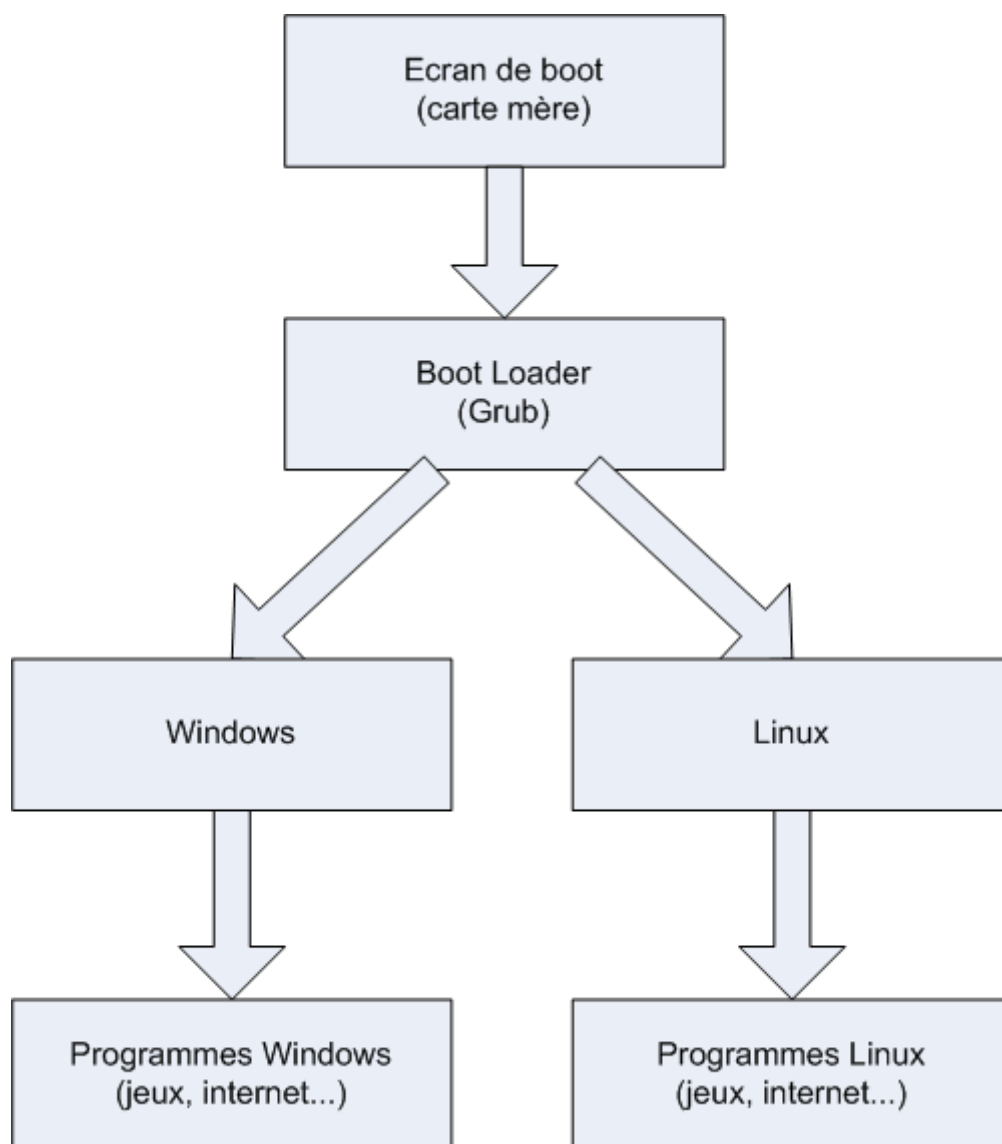 Ecran de boot
(carte mère)
Boot Loader
(Grub)
Windows
Linux
Programmes Windows
(jeux, internet...)
Programmes Linux
(jeux, internet...)